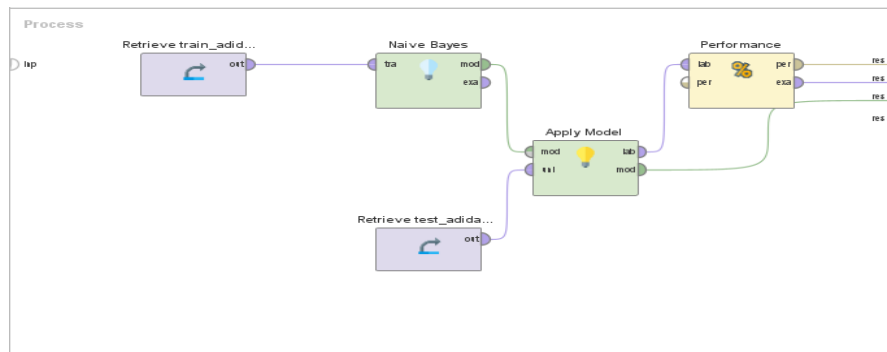 Process
Retrieve train_adid...
Naive Bayes
Performance
inp
out
tra
mod
exa
lab
per
per
exa
res
res
res
res
Apply Model
mod
unl
lab
mod
Retrieve test_adida...
out